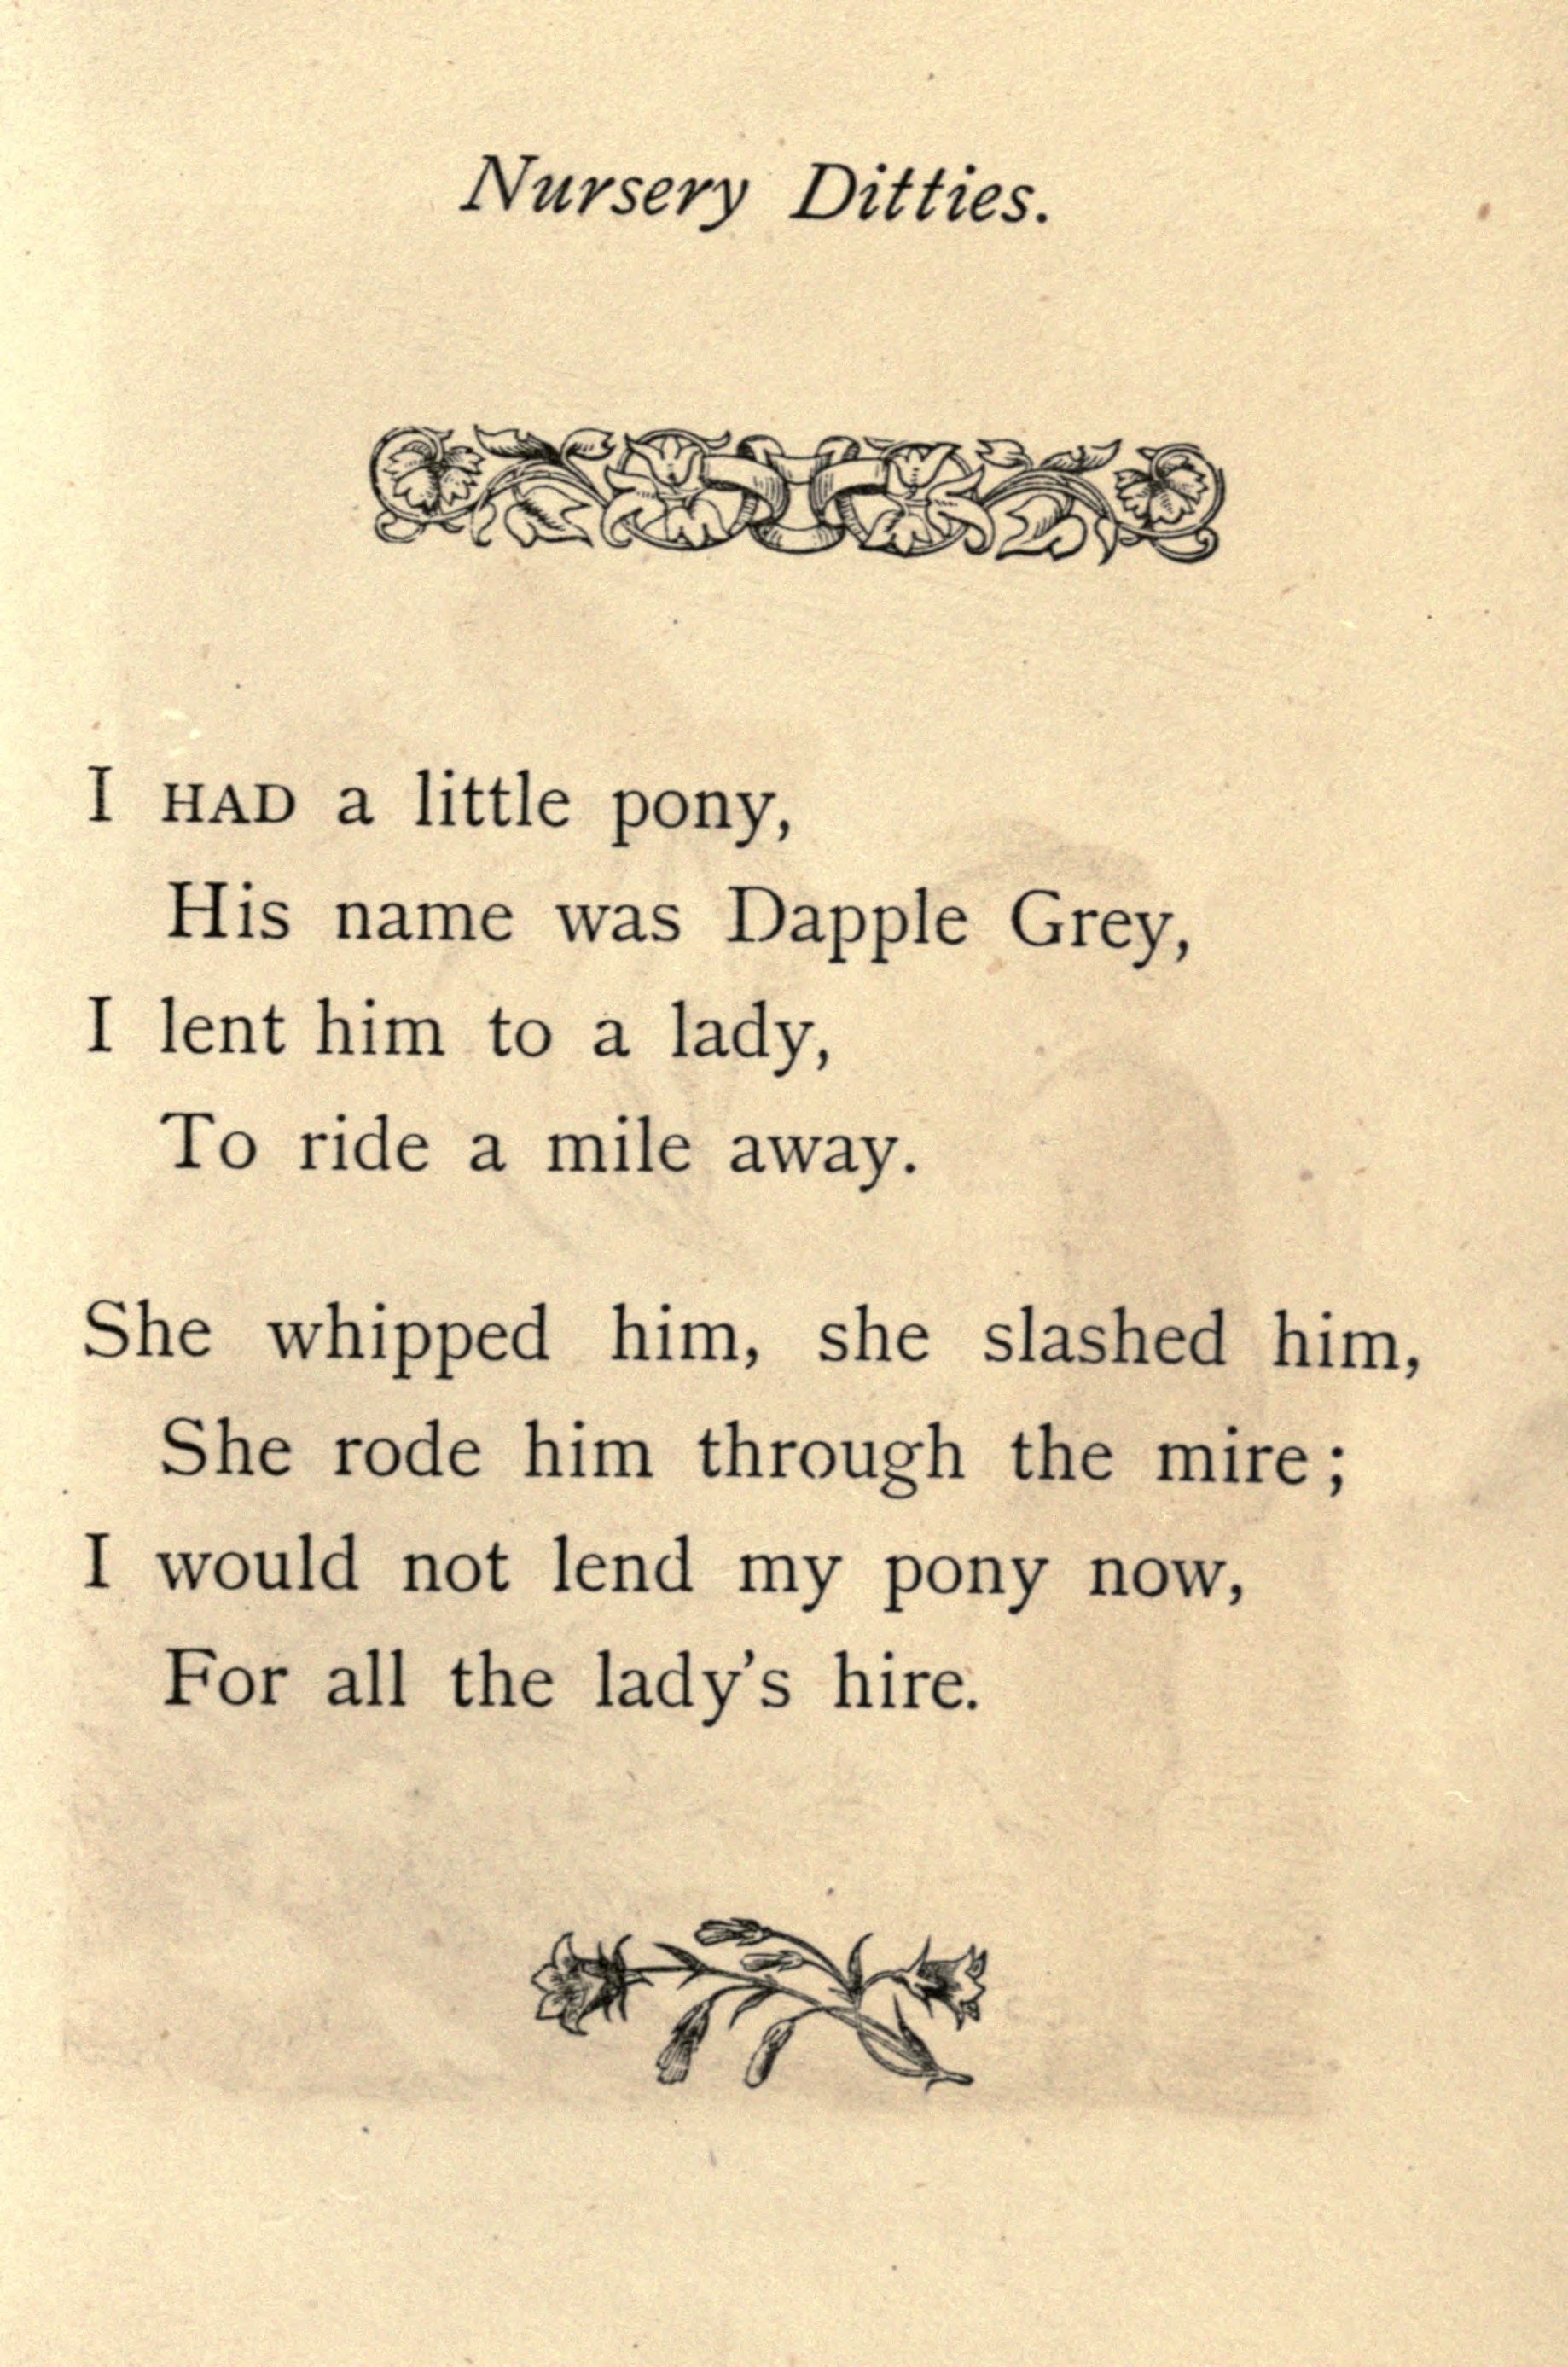 Nursery Ditties.
I HAD a little pony,
His name was Dapple Grey,
I lent him to a lady,
To ride a mile away.
She whipped him, she slashed him,
She rode him through the mire;
I would not lend my pony now,
For all the lady's hire.